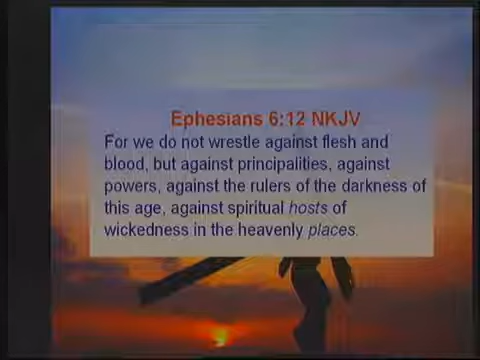 Ephesians 6:12 NKJV
For we do not wrestle against flesh and
blood, but against principalities, against
powers, against the rulers of the darkness of
this age, against spiritual hosts of
wickedness in the heavenly places.